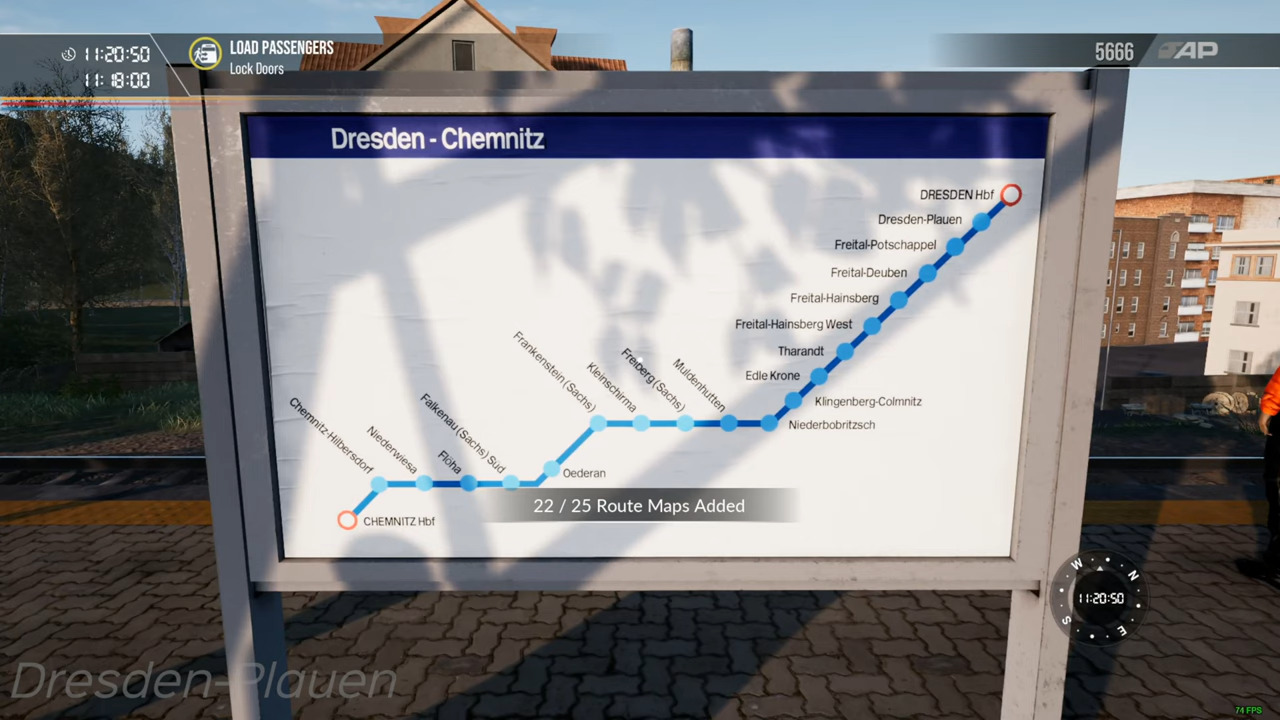 11:20:50
11:18:00
LOAD PASSENGERS
Lock Doors
5666 AP
Dresden - Chemnitz
DRESDEN Hbf
Dresden-Plauen
Freital-Potschappel
Freital-Deuben
Freital-Hainsberg
Freital-Hainsberg West
Tharandt
Edle Krone
Klingenberg-Colmnitz
Niederbobritzsch
Muldenhutten
Freiberg (Sachs)
Kleinschirma
Frankenstein (Sachs)
Oederan
Falkenau (Sachs) Süd
Flöha
Niederwiesa
Chemnitz-Hilbersdorf
CHEMNITZ Hbf
22 / 25 Route Maps Added
W N S E
11:20:50
Dresden-Plauen
74 FPS